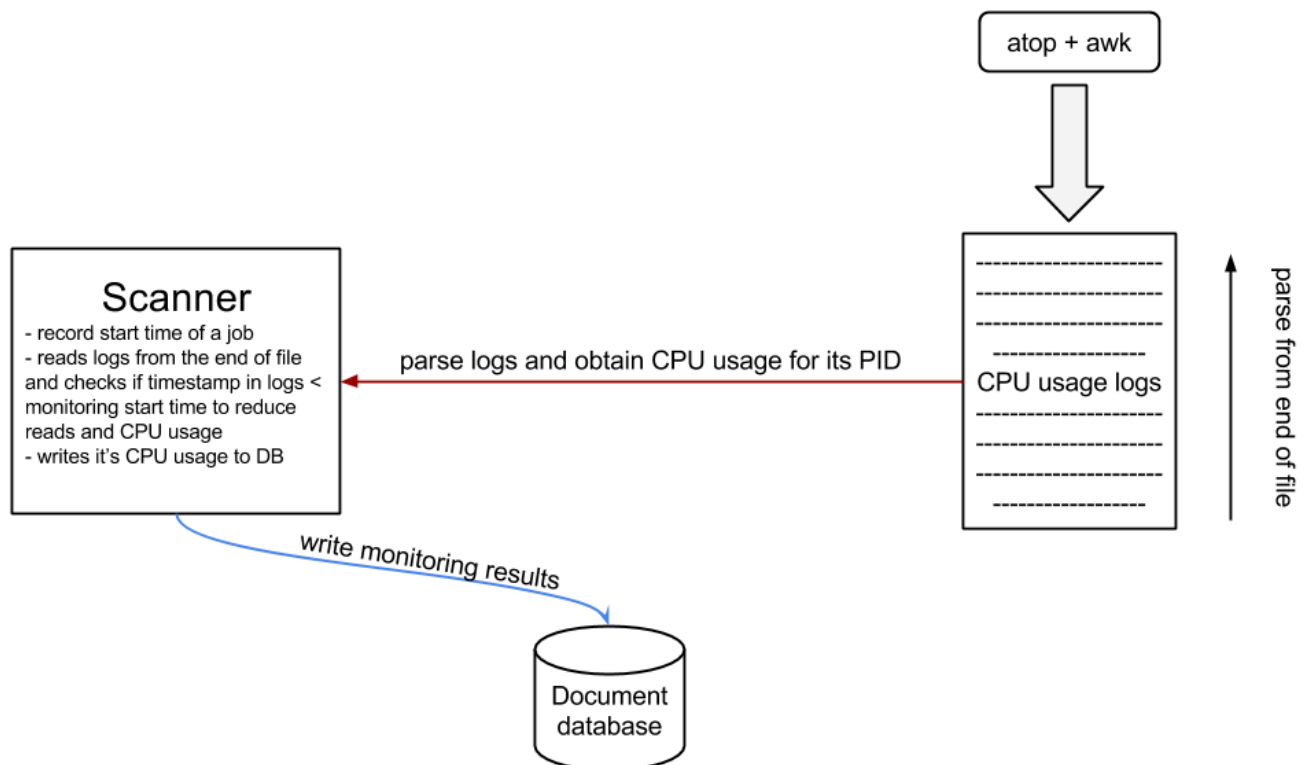 atop + awk
Scanner
- record start time of a job
- reads logs from the end of file
and checks if timestamp in logs <
monitoring start time to reduce
reads and CPU usage
- writes it's CPU usage to DB
parse logs and obtain CPU usage for its PID
--------------------
--------------------
--------------------
----------------
CPU usage logs
--------------------
--------------------
--------------------
----------------
parse from end of file
write monitoring results
Document
database